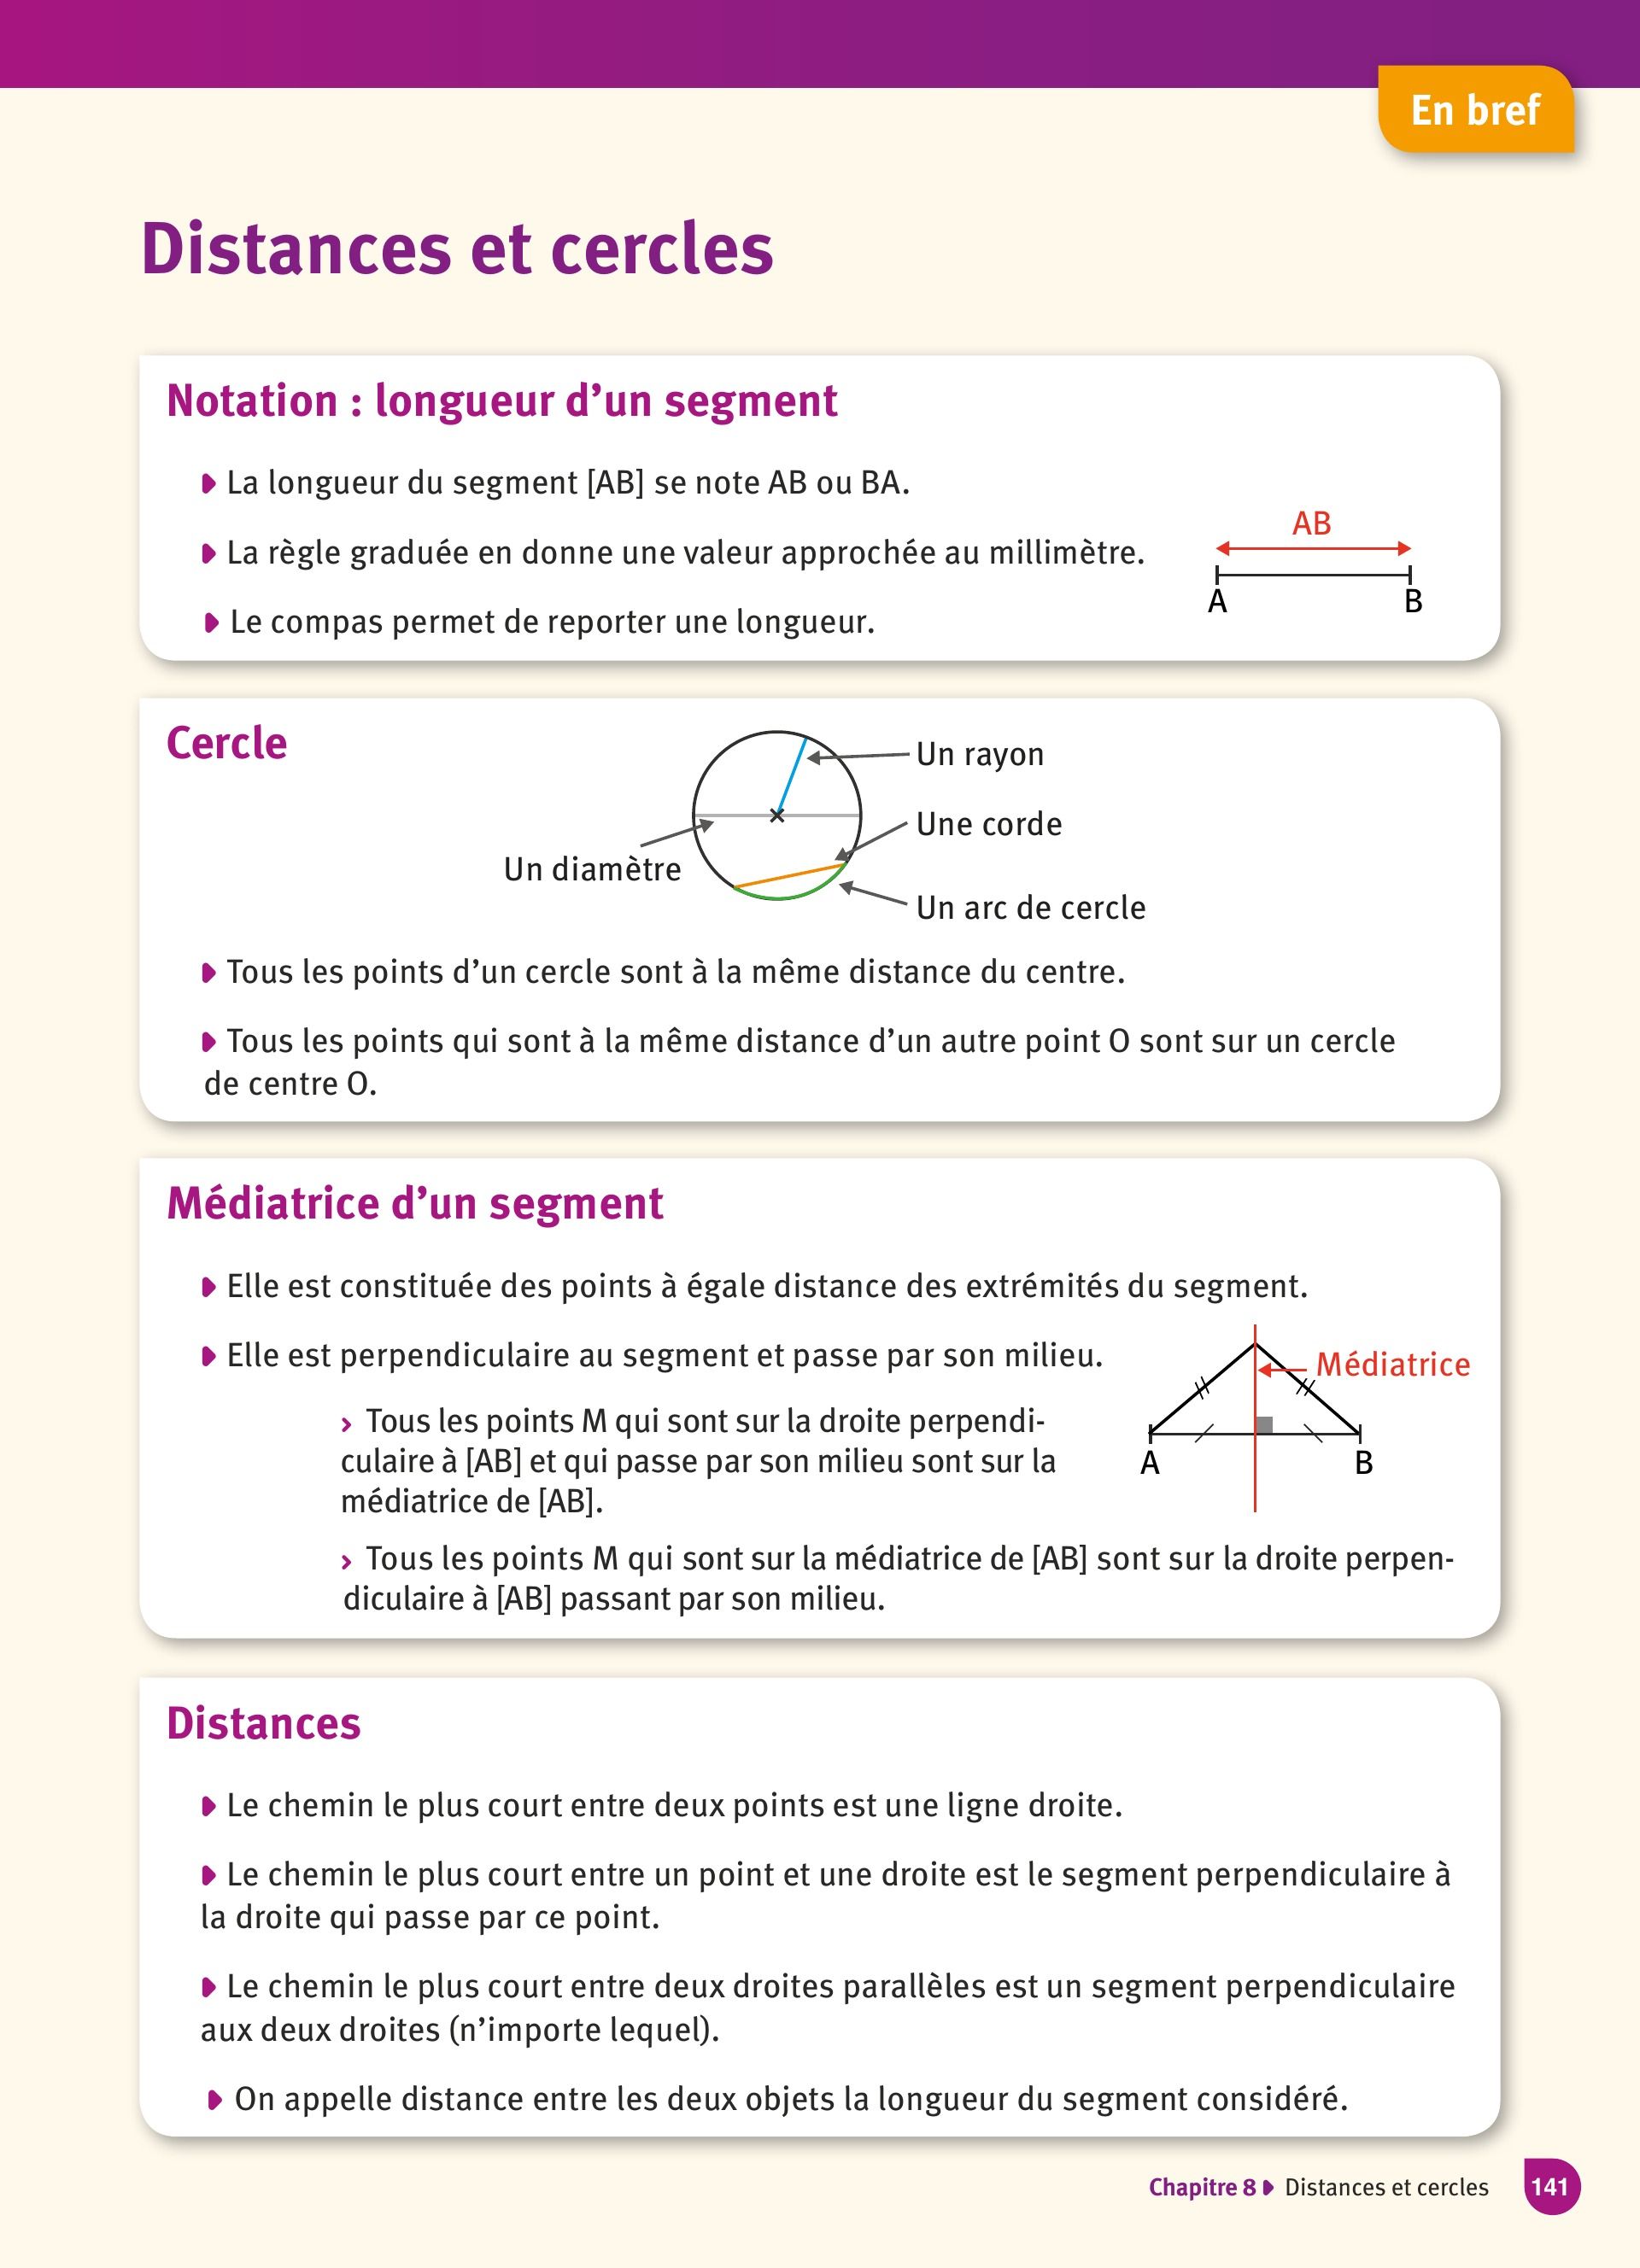 En bref
Distances et cercles
Notation : longueur d’un segment
La longueur du segment [AB] se note AB ou BA.
La règle graduée en donne une valeur approchée au millimètre.
Le compas permet de reporter une longueur.
AB
A
B
Cercle
Un rayon
Une corde
Un diamètre
Un arc de cercle
Tous les points d’un cercle sont à la même distance du centre.
Tous les points qui sont à la même distance d’un autre point O sont sur un cercle
de centre O.
Médiatrice d’un segment
Elle est constituée des points à égale distance des extrémités du segment.
Elle est perpendiculaire au segment et passe par son milieu.
› Tous les points M qui sont sur la droite perpendi-
culaire à [AB] et qui passe par son milieu sont sur la
médiatrice de [AB].
Médiatrice
A
B
› Tous les points M qui sont sur la médiatrice de [AB] sont sur la droite perpen-
diculaire à [AB] passant par son milieu.
Distances
Le chemin le plus court entre deux points est une ligne droite.
Le chemin le plus court entre un point et une droite est le segment perpendiculaire à
la droite qui passe par ce point.
Le chemin le plus court entre deux droites parallèles est un segment perpendiculaire
aux deux droites (n’importe lequel).
On appelle distance entre les deux objets la longueur du segment considéré.
Chapitre 8 Distances et cercles 141